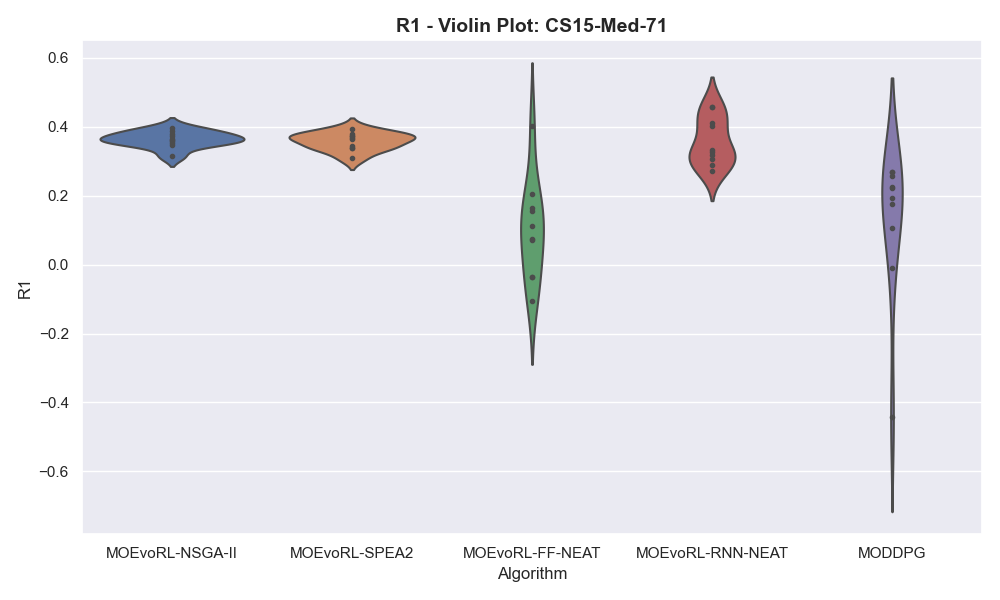 R1 - Violin Plot: CS15-Med-71
0.6
0.4
0.2
0.0
−0.2
−0.4
−0.6
R1
MOEvoRL-NSGA-II MOEvoRL-SPEA2 MOEvoRL-FF-NEAT MOEvoRL-RNN-NEAT MODDPG
Algorithm